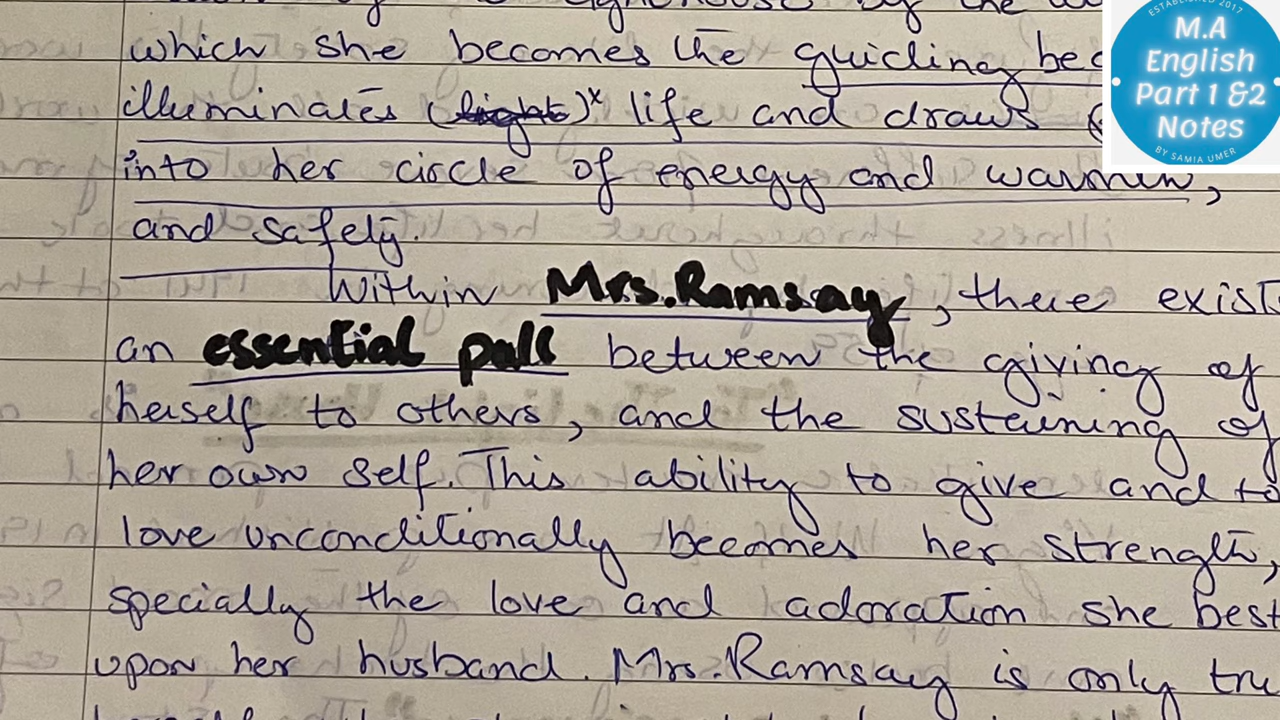 which she becomes the guiding
illuminates (light)x life and draws
into her circle of energy and warmth,
and safety.
Within Mrs. Ramsay, there exist
an essential pull between the giving of
herself to others, and the sustaining of
her own self. This ability to give and to
love unconditionally becomes her strength,
specially the love and adoration she best
upon her husband. Mrs. Ramsay is only tru
ESTABLISHED 2017
M.A
English
Part 1 &2
Notes
BY SAMIA UMER